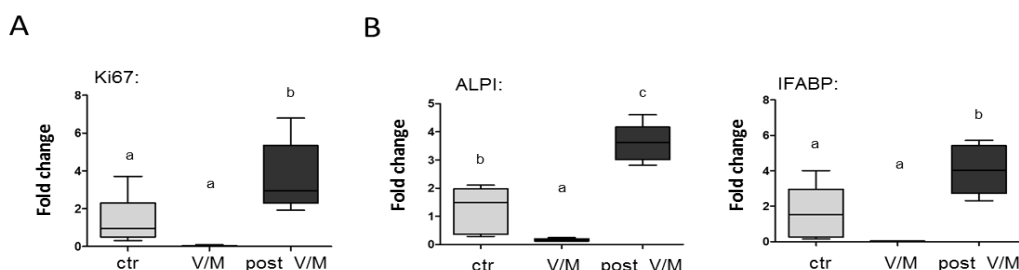 A
B
Ki67:
Fold change
8
6
4
2
0
a
a
b
ctr
V/M
post V/M
ALPI:
Fold change
5
4
3
2
1
0
b
a
c
ctr
V/M
post V/M
IFABP:
Fold change
8
6
4
2
0
a
a
b
ctr
V/M
post V/M